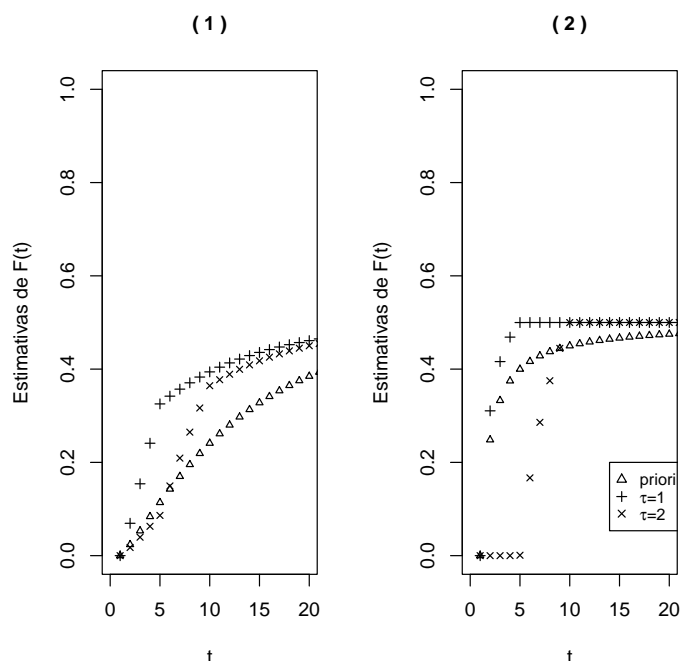 ( 1 )
Estimativas de F(t)
0.0 0.2 0.4 0.6 0.8 1.0
0 5 10 15 20
t
( 2 )
Estimativas de F(t)
0.0 0.2 0.4 0.6 0.8 1.0
priori
τ=1
τ=2
0 5 10 15 20
t